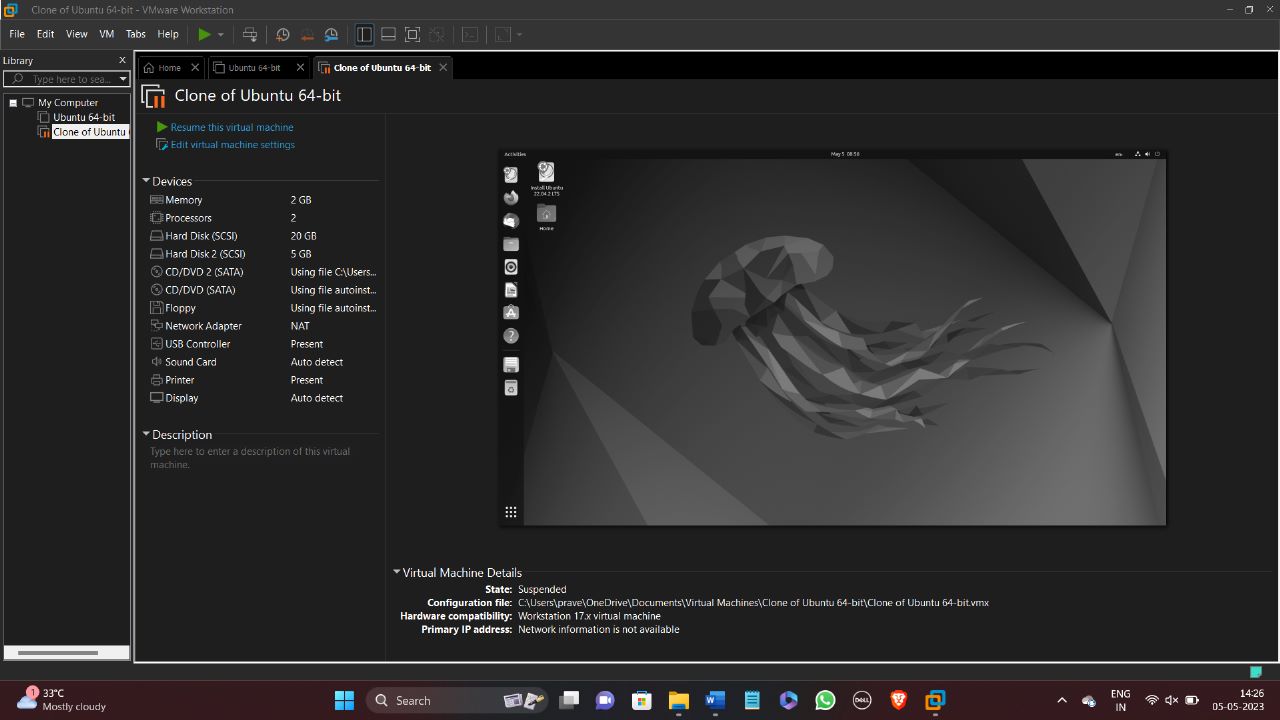 Clone of Ubuntu 64-bit - VMware Workstation
File Edit View VM Tabs Help
Library
Type here to sea...
My Computer
Ubuntu 64-bit
Clone of Ubuntu
Home
Ubuntu 64-bit
Clone of Ubuntu 64-bit
Clone of Ubuntu 64-bit
Resume this virtual machine
Edit virtual machine settings
Devices
Memory 2 GB
Processors 2
Hard Disk (SCSI) 20 GB
Hard Disk 2 (SCSI) 5 GB
CD/DVD 2 (SATA) Using file C:\Users...
CD/DVD (SATA) Using file autoinst...
Floppy Using file autoinst...
Network Adapter NAT
USB Controller Present
Sound Card Auto detect
Printer Present
Display Auto detect
Description
Type here to enter a description of this virtual
machine.
Activities
May 5 08:56
en
Install Ubuntu
22.04.2 LTS
Home
Virtual Machine Details
State: Suspended
Configuration file: C:\Users\prave\OneDrive\Documents\Virtual Machines\Clone of Ubuntu 64-bit\Clone of Ubuntu 64-bit.vmx
Hardware compatibility: Workstation 17.x virtual machine
Primary IP address: Network information is not available
1
33°C
Mostly cloudy
Search
W
DELL
ENG
IN
14:26
05-05-2023